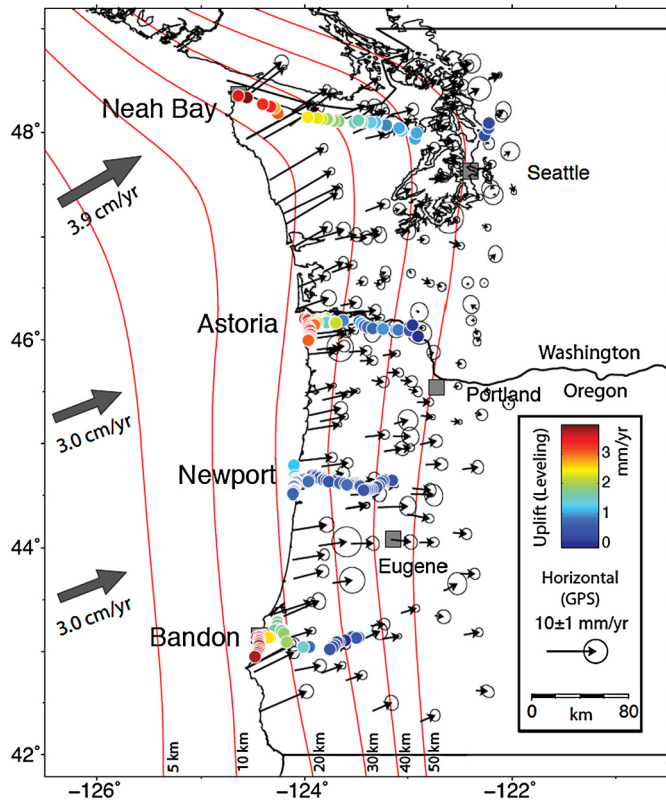 Neah Bay
48°
Seattle
3.9 cm/yr
Astoria
46°
Washington
Portland
Oregon
3.0 cm/yr
Newport
Uplift (Leveling)
mm/yr
3
2
1
0
44°
Eugene
Horizontal
(GPS)
10±1 mm/yr
3.0 cm/yr
Bandon
0 80
km
42°
5 km
10 km
20 km
30 km
40 km
50 km
−126° −124° −122°